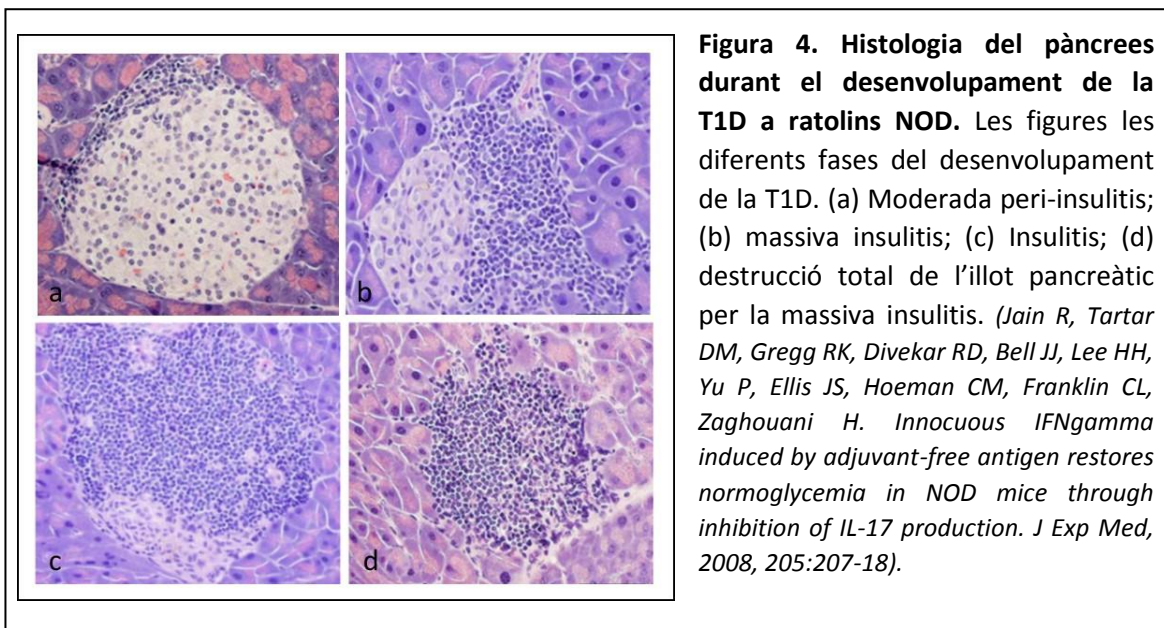 a
b
c
d
Figura 4. Histologia del pàncrees
durant el desenvolupament de la
T1D a ratolins NOD. Les figures les
diferents fases del desenvolupament
de la T1D. (a) Moderada peri-insulitis;
(b) massiva insulitis; (c) Insulitis; (d)
destrucció total de l’illot pancreàtic
per la massiva insulitis. (Jain R, Tartar
DM, Gregg RK, Divekar RD, Bell JJ, Lee HH,
Yu P, Ellis JS, Hoeman CM, Franklin CL,
Zaghouani H. Innocuous IFNgamma
induced by adjuvant-free antigen restores
normoglycemia in NOD mice through
inhibition of IL-17 production. J Exp Med,
2008, 205:207-18).